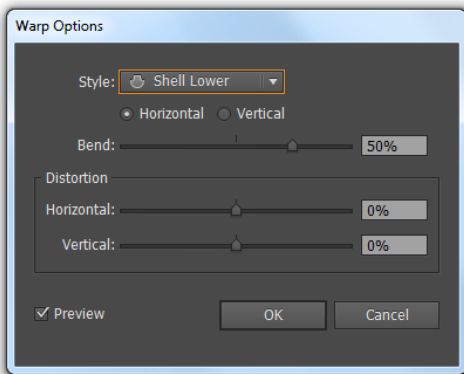 Warp Options
Style: Shell Lower
Horizontal Vertical
Bend: 50%
Distortion
Horizontal: 0%
Vertical: 0%
Preview OK Cancel